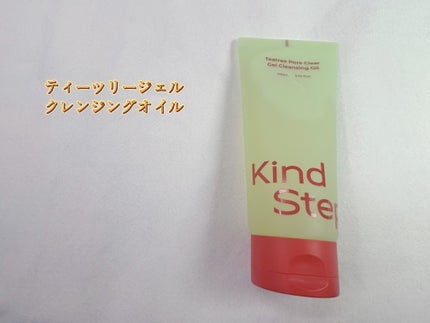 ティーツリージェル
クレンジングオイル
Teatree Pore Clear
Gel Cleansing Oil
Kind
Step